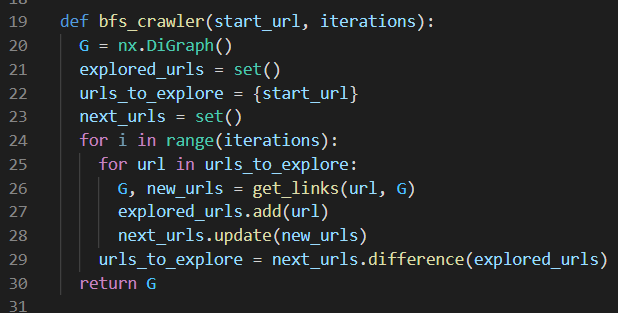 19 def bfs_crawler(start_url, iterations):
20   G = nx.DiGraph()
21   explored_urls = set()
22   urls_to_explore = {start_url}
23   next_urls = set()
24   for i in range(iterations):
25     for url in urls_to_explore:
26       G, new_urls = get_links(url, G)
27       explored_urls.add(url)
28       next_urls.update(new_urls)
29     urls_to_explore = next_urls.difference(explored_urls)
30   return G
31